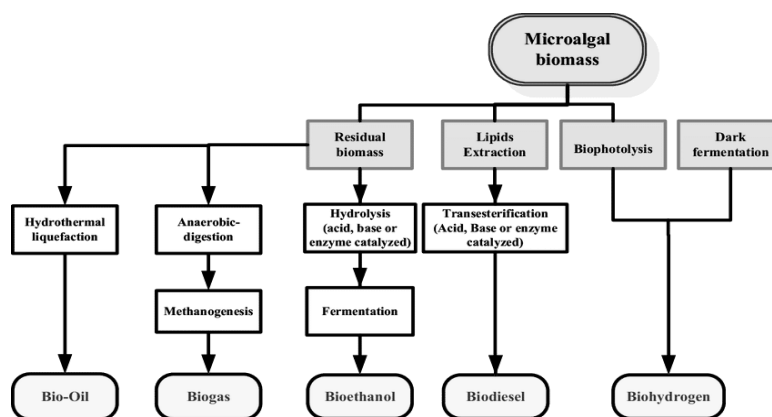 Microalgal
biomass
Residual
biomass
Lipids
Extraction
Biophotolysis
Dark
fermentation
Hydrothermal
liquefaction
Anaerobic-
digestion
Hydrolysis
(acid, base or
enzyme catalyzed)
Transesterification
(Acid, Base or enzyme
catalyzed)
Methanogenesis
Fermentation
Bio-Oil
Biogas
Bioethanol
Biodiesel
Biohydrogen